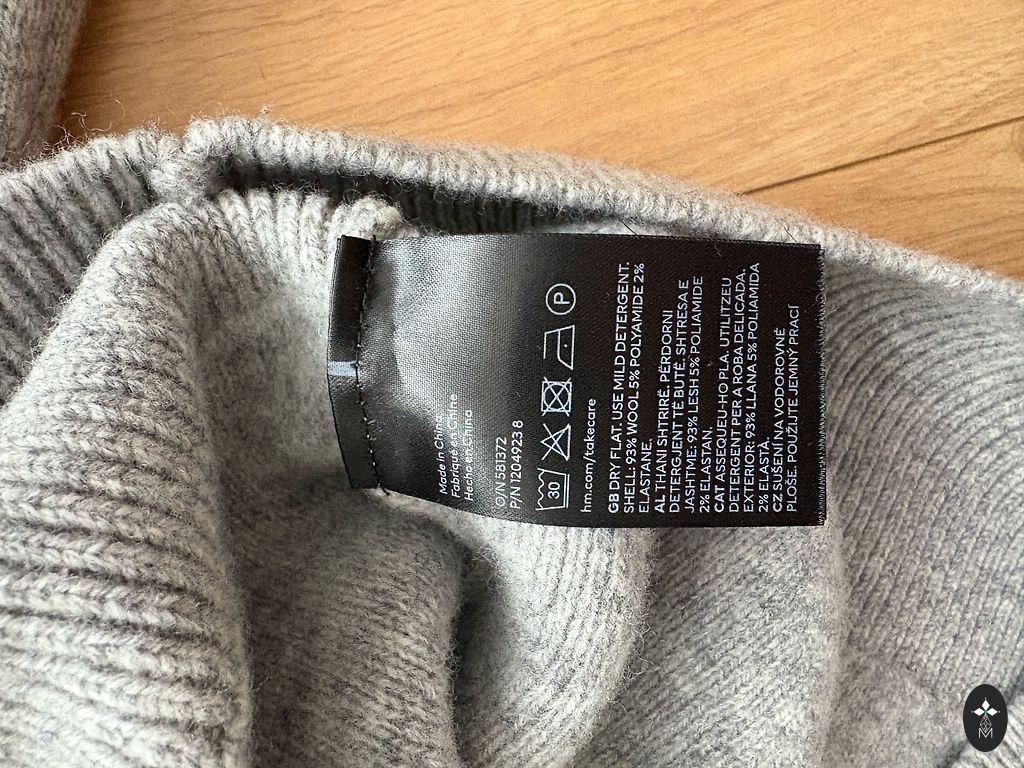 Made in China
Fabriqué en Chine
Hecho en China
O/N 581372
P/N 1204923 8
30
P
hm.com/takecare
GB DRY FLAT. USE MILD DETERGENT.
SHELL: 93% WOOL 5% POLYAMIDE 2%
ELASTANE.
AL THANI SHTRIRË. PËRDORNI
DETERGJENT TË BUTË. SHTRESA E
JASHTME: 93% LESH 5% POLIAMIDE
2% ELASTAN.
CAT ASSEQUEU-HO PLA. UTILITZEU
DETERGENT PER A ROBA DELICADA.
EXTERIOR: 93% LLANA 5% POLIAMIDA
2% ELASTÀ.
CZ SUŠENÍ NA VODOROVNÉ
PLOŠE. POUŽIJTE JEMNÝ PRACÍ
M